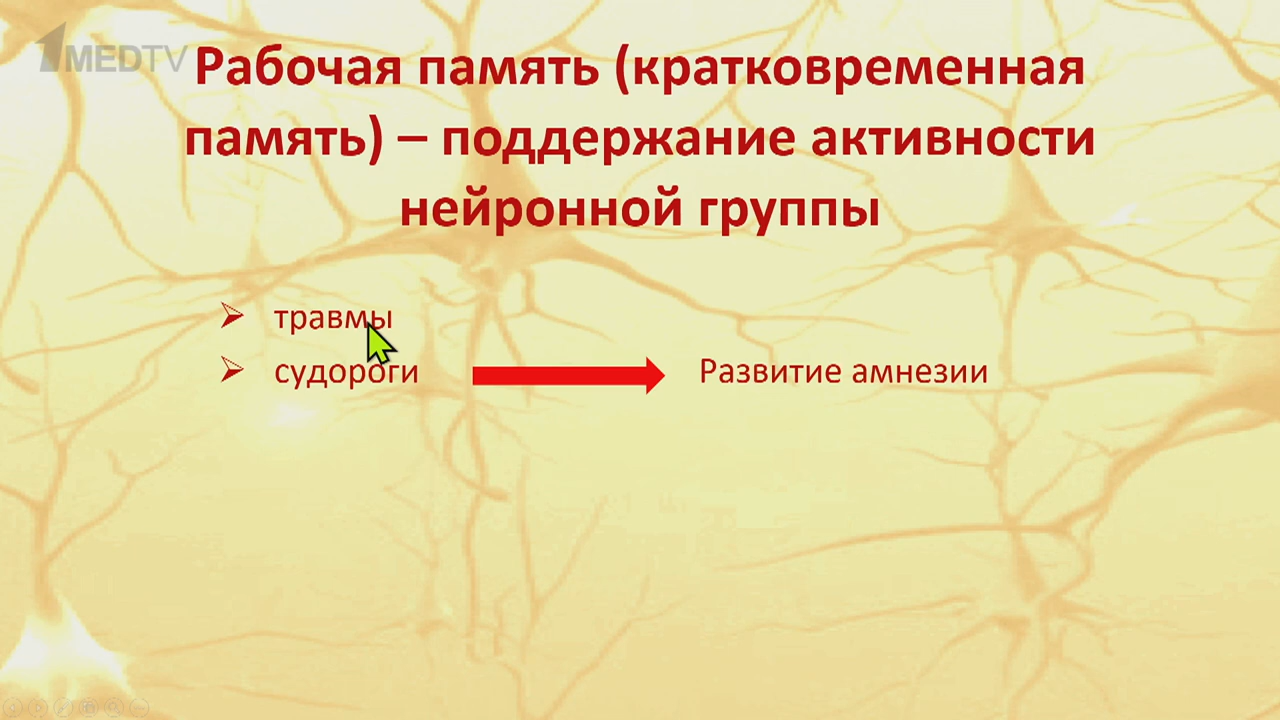 1MEDTV
Рабочая память (кратковременная
память) – поддержание активности
нейронной группы
травмы
судороги
Развитие амнезии